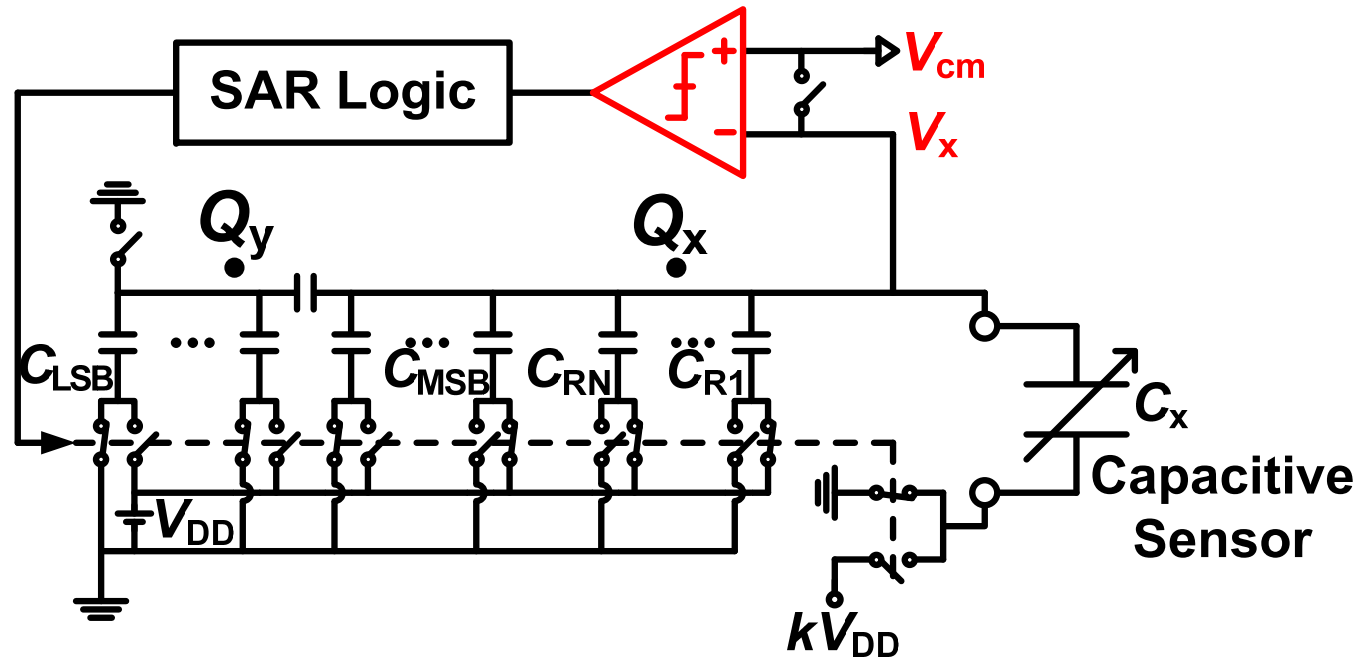 SAR Logic
+
−
Vcm
Vx
Qy
Qx
CLSB
...
CMSB
...
CRN
CR1
...
Cx
Capacitive
Sensor
VDD
kVDD